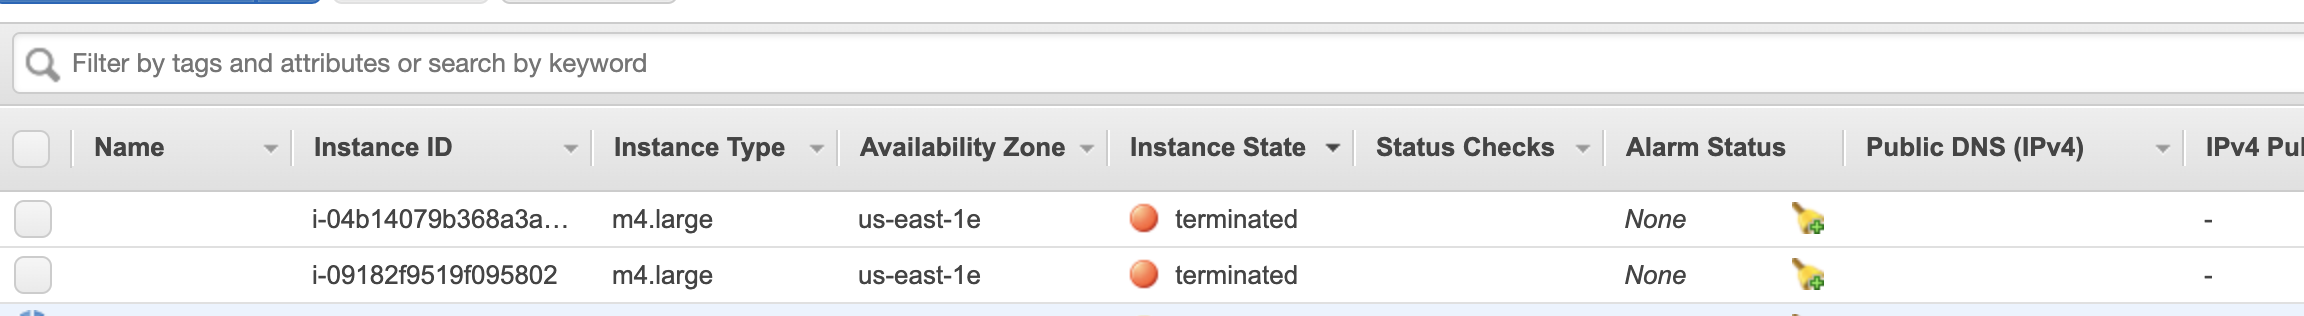 Filter by tags and attributes or search by keyword
Name Instance ID Instance Type Availability Zone Instance State Status Checks Alarm Status Public DNS (IPv4) IPv4 Pul
i-04b14079b368a3a... m4.large us-east-1e terminated None -
i-09182f9519f095802 m4.large us-east-1e terminated None -